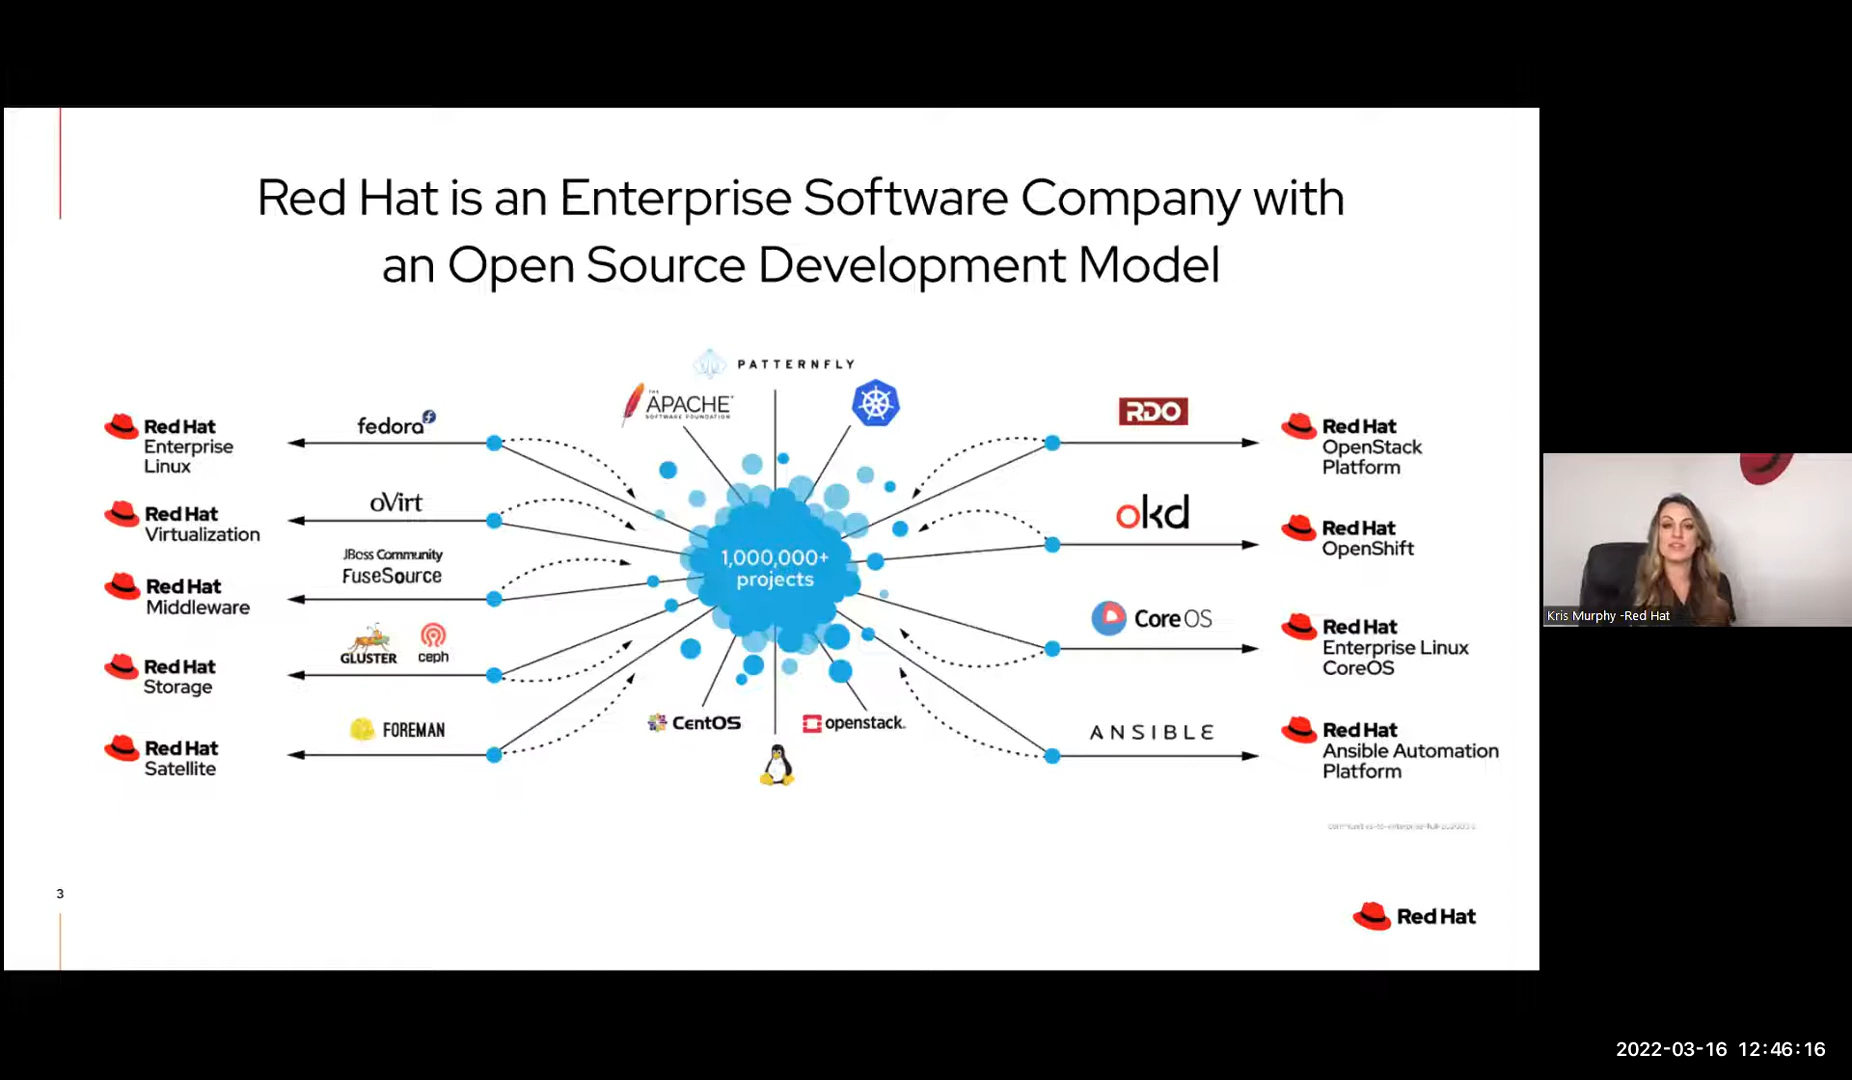 Red Hat is an Enterprise Software Company with
an Open Source Development Model
PATTERNFLY
THE
APACHE
SOFTWARE FOUNDATION
Red Hat
Enterprise
Linux
fedora
RDO
Red Hat
OpenStack
Platform
Red Hat
Virtualization
oVirt
okd
Red Hat
OpenShift
1,000,000+
projects
Red Hat
Middleware
JBoss Community
FuseSource
CoreOS
Red Hat
Enterprise Linux
CoreOS
Red Hat
Storage
GLUSTER
ceph
Red Hat
Satellite
FOREMAN
CentOS
openstack.
ANSIBLE
Red Hat
Ansible Automation
Platform
3
Red Hat
Kris Murphy -Red Hat
2022-03-16 12:46:16